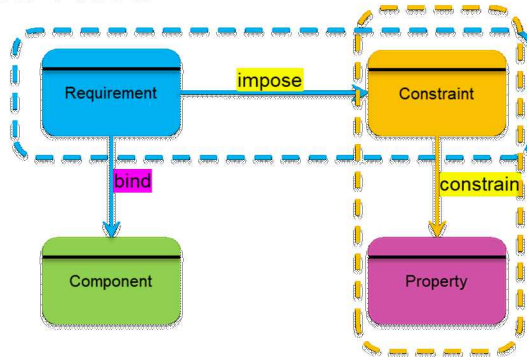 impose
Requirement
Constraint
bind
constrain
Component
Property